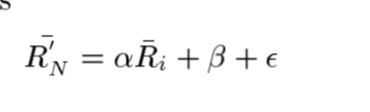 s
R̄'_N = αR̄_i + β + ϵ